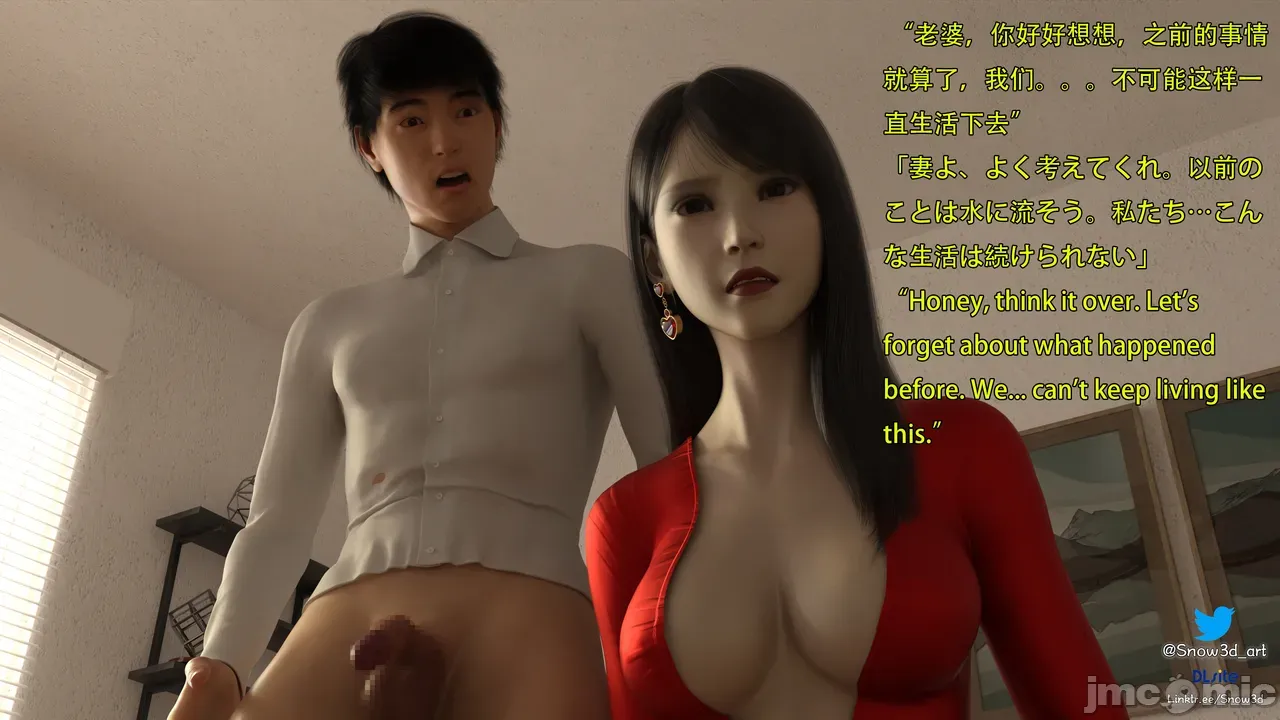 “老婆，你好好想想，之前的事情
就算了，我们。。。不可能这样一
直生活下去”
「妻よ、よく考えてくれ。以前の
ことは水に流そう。私たち…こん
な生活は続けられない」
“Honey, think it over. Let’s
forget about what happened
before. We... can’t keep living like
this.”
@Snow3d_art
DLsite
Linktr.ee/Snow3d
jmc_omic